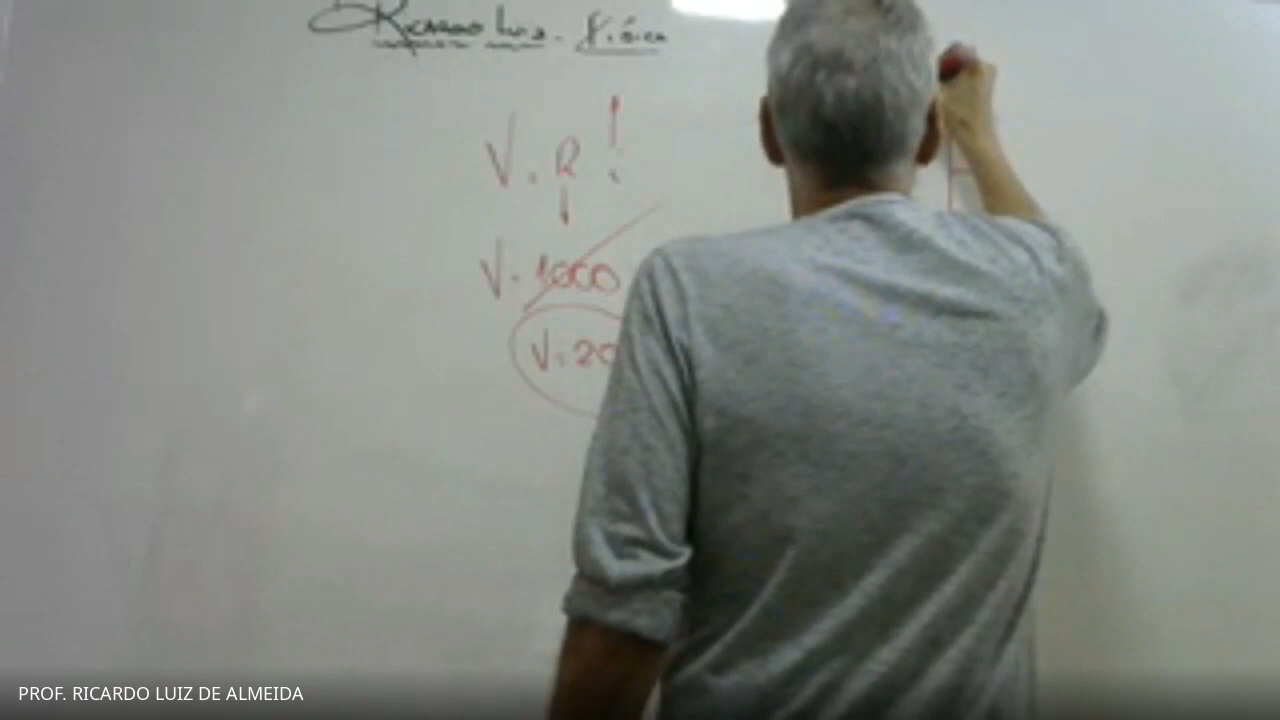 Ricardo Luiz. Física
V = R i
V = 1000
V = 20
PROF. RICARDO LUIZ DE ALMEIDA